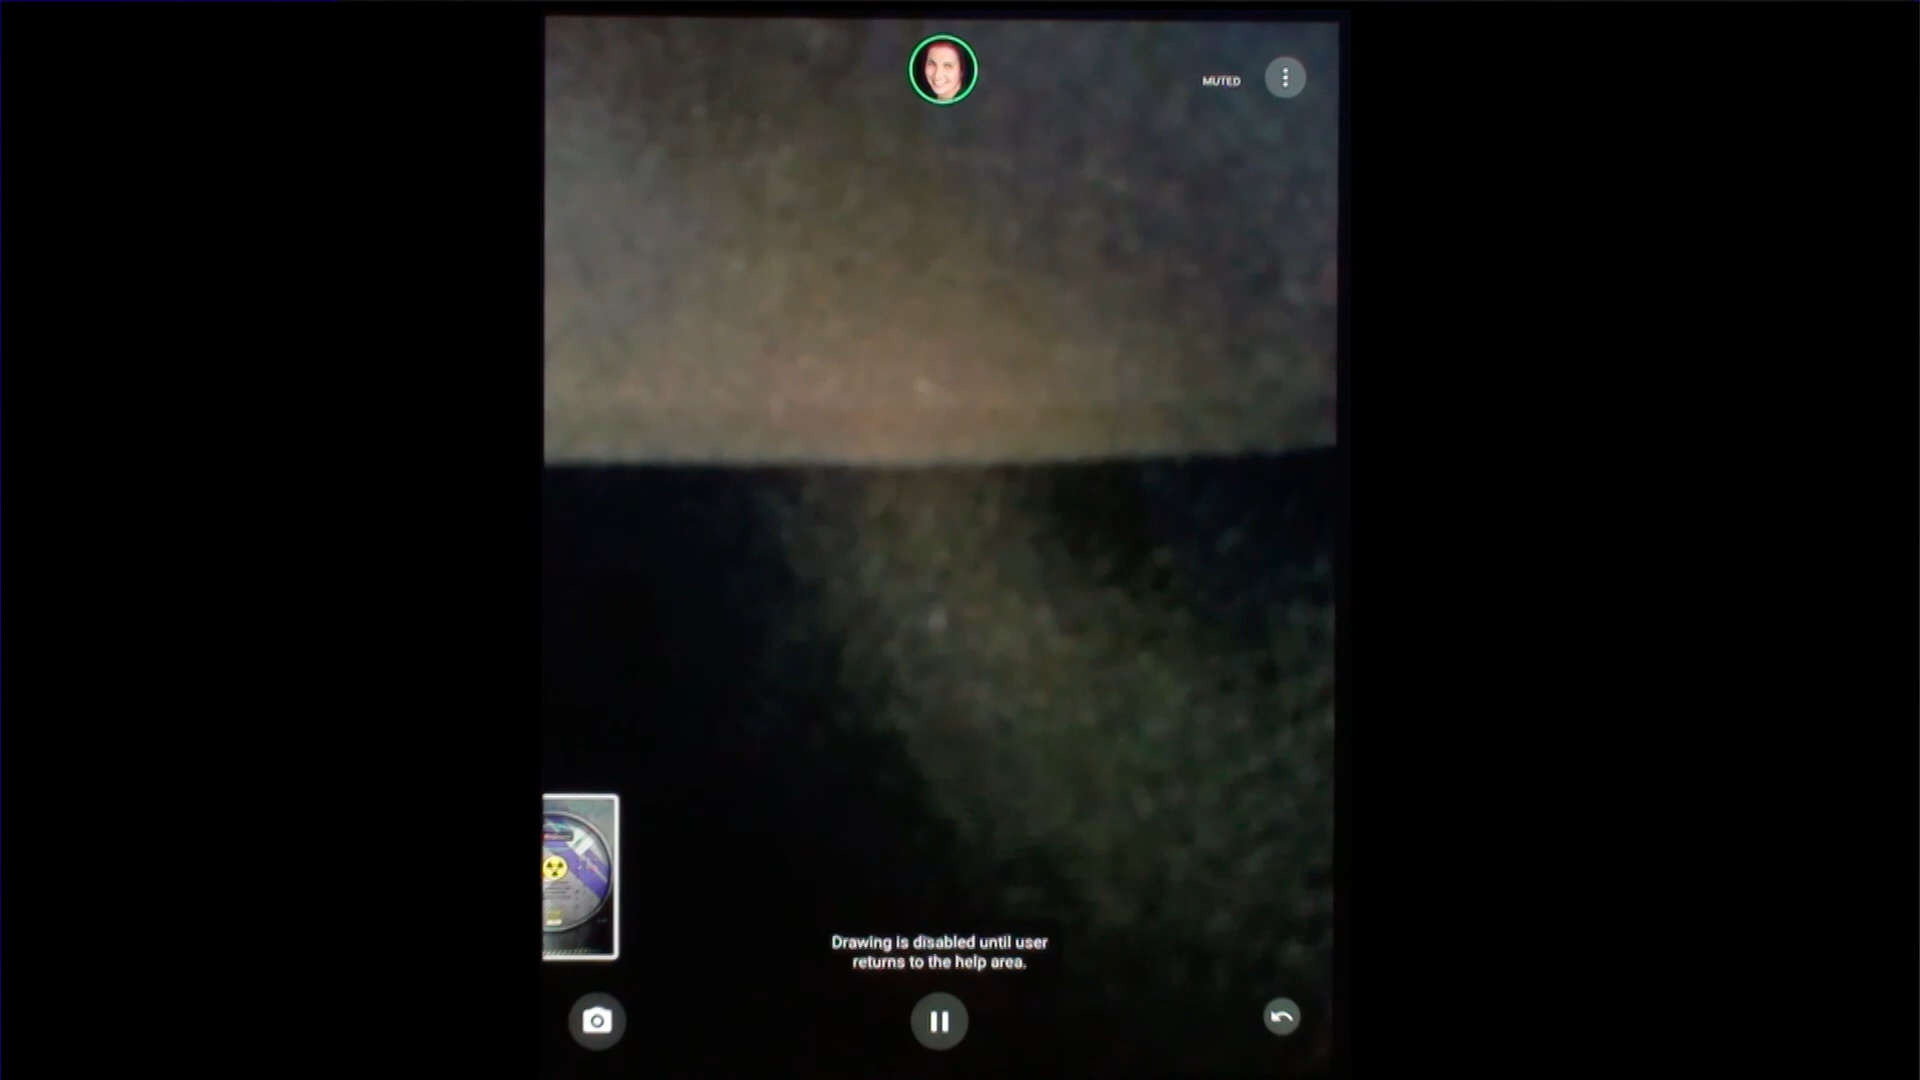 MUTED
Drawing is disabled until user
returns to the help area.